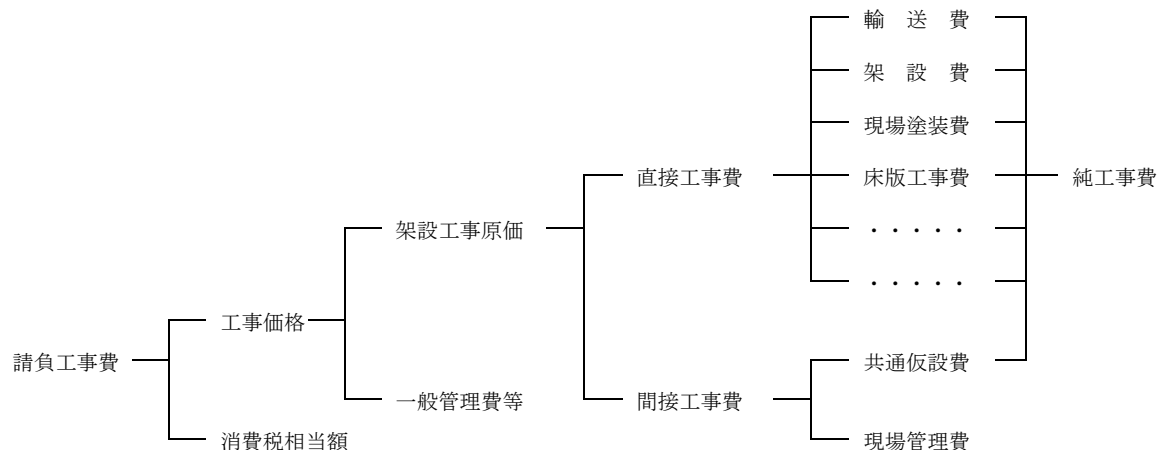 輸 送 費
架 設 費
現場塗装費
直接工事費
床版工事費
純工事費
架設工事原価
・・・・・
・・・・・
工事価格
請負工事費
共通仮設費
一般管理費等
間接工事費
消費税相当額
現場管理費